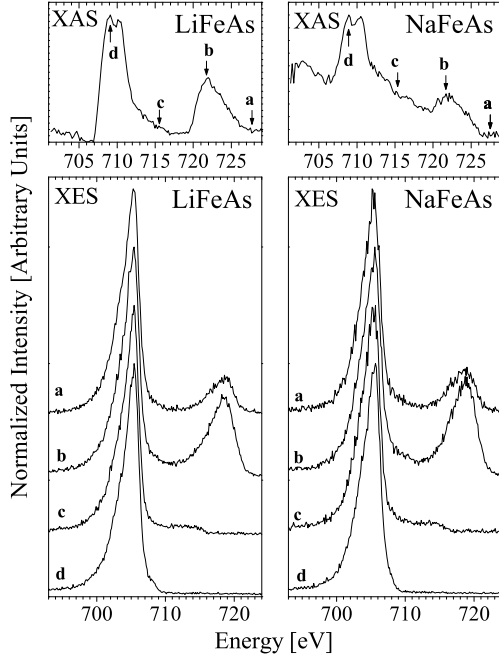 XAS LiFeAs
d
c
b
a
705 710 715 720 725
XAS NaFeAs
d
c
b
a
705 710 715 720 725
Normalized Intensity [Arbitrary Units]
XES LiFeAs
a
b
c
d
700 710 720
XES NaFeAs
a
b
c
d
700 710 720
Energy [eV]